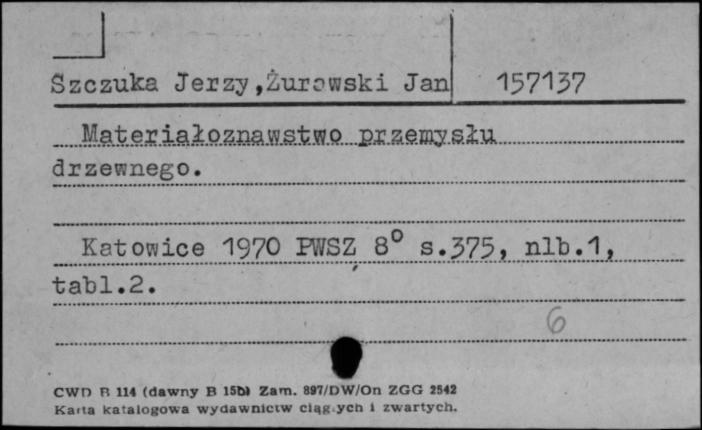 Szczuka Jerzy,Żurawski Jan 157137
Materiałoznawstwo przemysłu
drzewnego.
Katowice 1970 PWSZ 8° s.375, nlb.1,
tabl.2.
6
CWD B 114 (dawny B 15b) Zam. 897/DW/On ZGG 2542
Karta katalogowa wydawnictw ciągłych i zwartych.